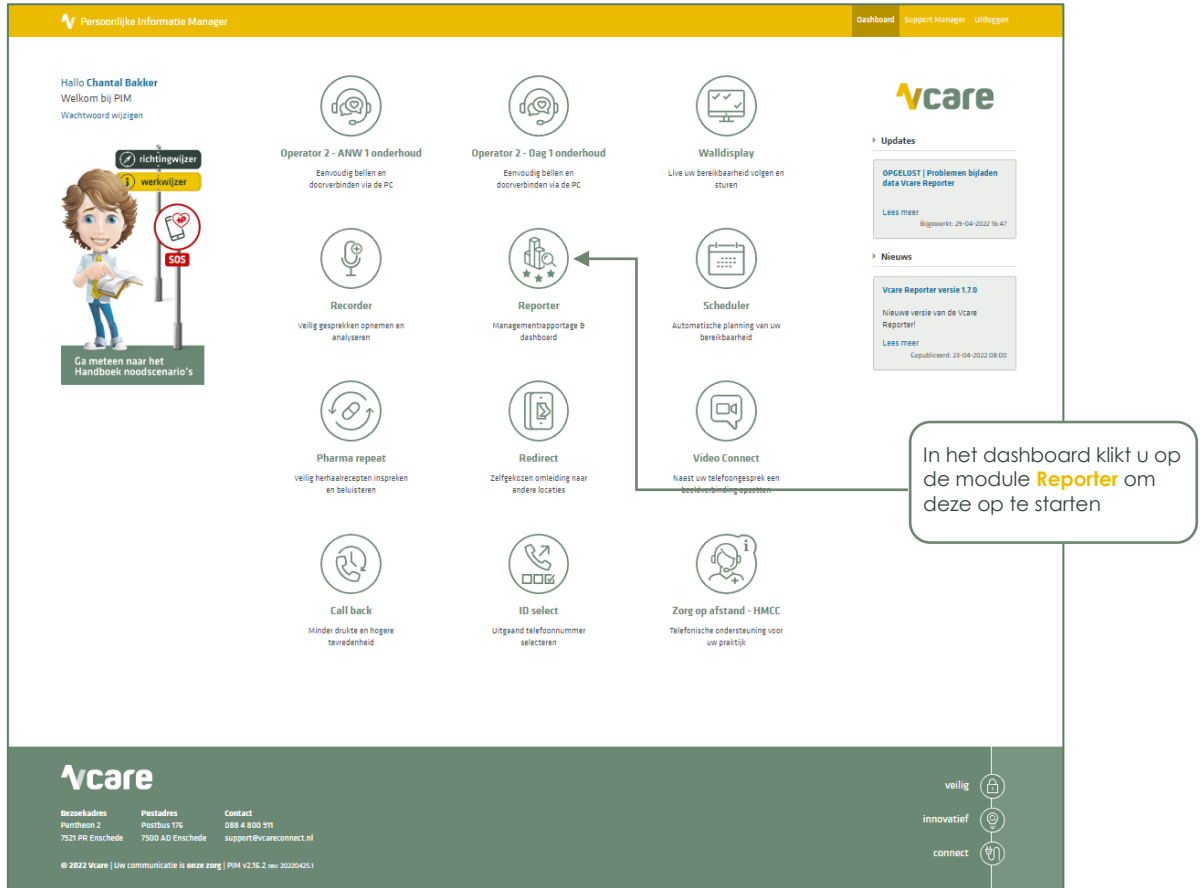 Persoonlijke Informatie Manager
Dashboard Support Manager Uitloggen
Hallo Chantal Bakker
Welkom bij PIM
Wachtwoord wijzigen
richtingwijzer
werkwijzer
SOS
Ga meteen naar het
Handboek noodscenario's
Operator 2 - ANW 1 onderhoud
Eenvoudig bellen en
doorverbinden via de PC
Operator 2 - Dag 1 onderhoud
Eenvoudig bellen en
doorverbinden via de PC
Walldisplay
Live uw bereikbaarheid volgen en
sturen
Recorder
Veilig gesprekken opnemen en
analyseren
Reporter
Managementrapportage &
dashboard
Scheduler
Automatische planning van uw
bereikbaarheid
Pharma repeat
Veilig herhaalrecepten inspreken
en beluisteren
Redirect
Zelfgekozen omleiding naar
andere locaties
Video Connect
Naast uw telefoongesprek een
beeldverbinding opzetten
Call back
Minder drukte en hogere
tevredenheid
ID select
Uitgaand telefoonnummer
selecteren
Zorg op afstand - HMCC
Telefonische ondersteuning voor
uw praktijk
vcare
Updates
OPGELOST | Problemen bijladen
data Vcare Reporter
Lees meer
Bijgewerkt: 29-04-2022 16:47
Nieuws
Vcare Reporter versie 1.7.0
Nieuwe versie van de Vcare
Reporter!
Lees meer
Gepubliceerd: 23-04-2022 08:00
In het dashboard klikt u op
de module Reporter om
deze op te starten
vcare
Bezoekadres
Pantheon 2
7521 PR Enschede
Postadres
Postbus 176
7500 AD Enschede
Contact
088 4 800 911
support@vcareconnect.nl
© 2022 Vcare | Uw communicatie is onze zorg | PIM v2.16.2 rev: 20220425.1
veilig
innovatief
connect